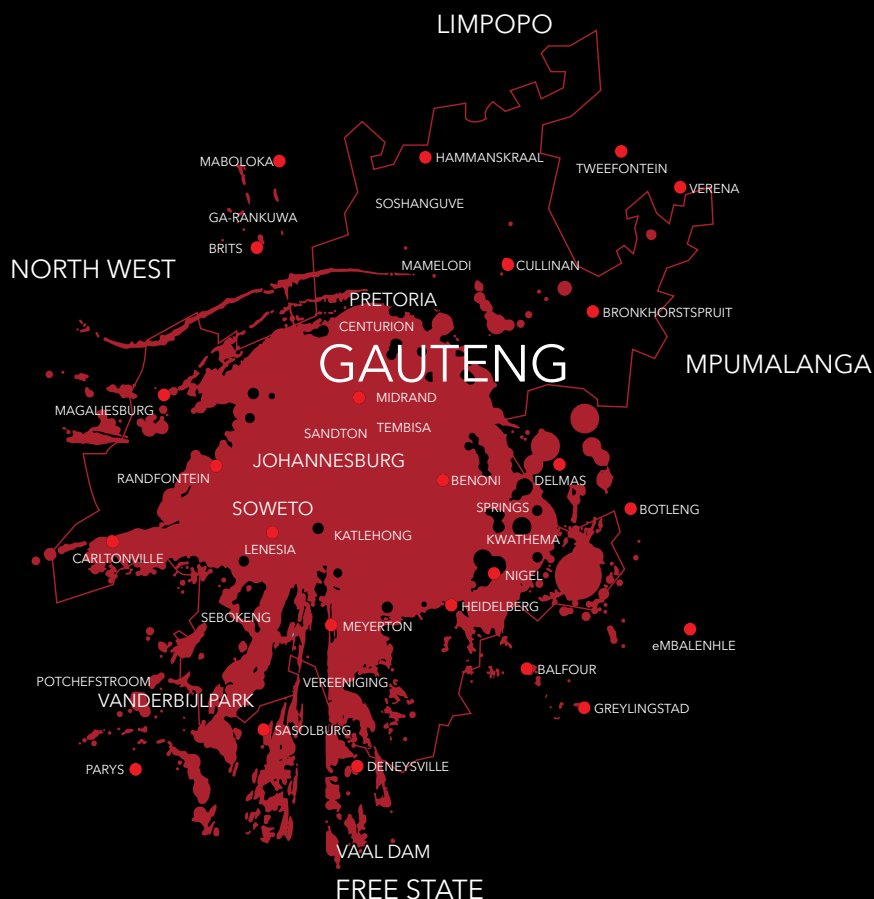 LIMPOPO
MABOLOKA
HAMMANSKRAAL
TWEEFONTEIN
VERENA
SOSHANGUVE
GA-RANKUWA
BRITS
NORTH WEST
MAMELODI
CULLINAN
PRETORIA
BRONKHORSTSPRUIT
CENTURION
GAUTENG
MPUMALANGA
MIDRAND
MAGALIESBURG
TEMBISA
SANDTON
JOHANNESBURG
RANDFONTEIN
BENONI
DELMAS
SOWETO
SPRINGS
BOTLENG
KATLEHONG
KWATHEMA
LENESIA
CARLTONVILLE
NIGEL
HEIDELBERG
SEBOKENG
MEYERTON
eMBALENHLE
BALFOUR
POTCHEFSTROOM
VEREENIGING
VANDERBIJLPARK
GREYLINGSTAD
SASOLBURG
PARYS
DENEYSVILLE
VAAL DAM
FREE STATE